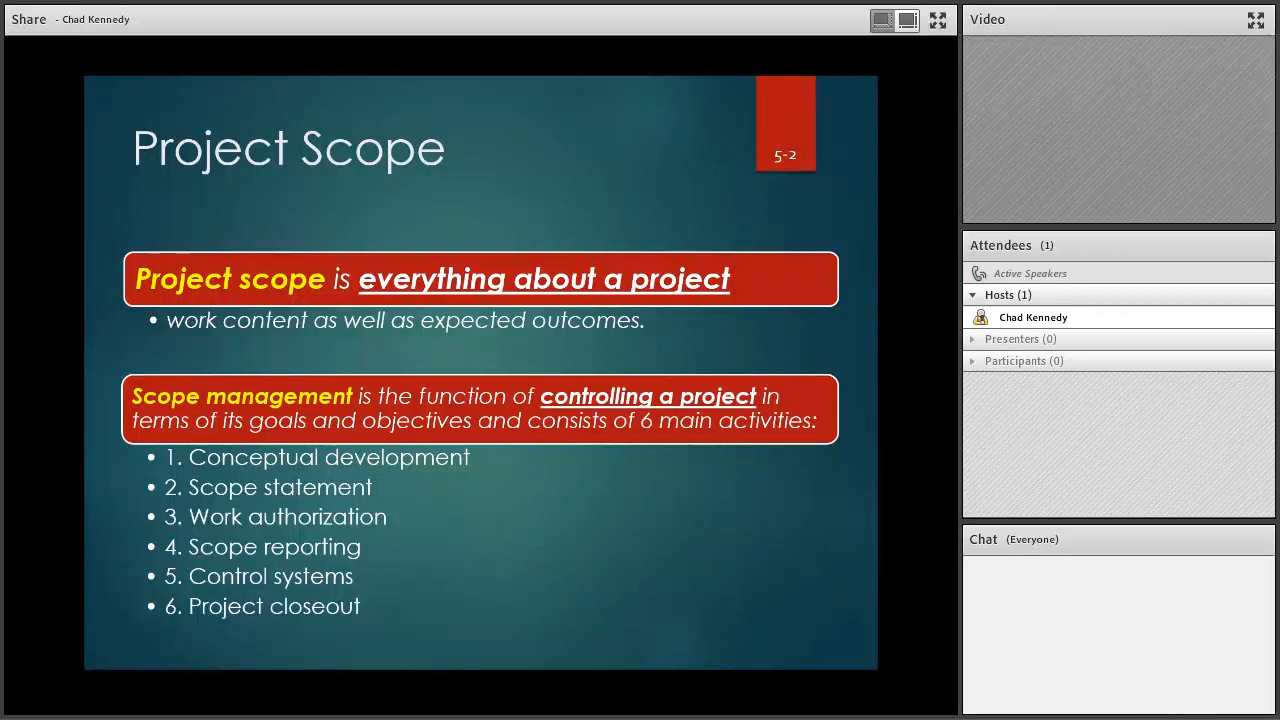 Share - Chad Kennedy
Project Scope
5-2
Project scope is everything about a project
• work content as well as expected outcomes.
Scope management is the function of controlling a project in
terms of its goals and objectives and consists of 6 main activities:
• 1. Conceptual development
• 2. Scope statement
• 3. Work authorization
• 4. Scope reporting
• 5. Control systems
• 6. Project closeout
Video
Attendees (1)
Active Speakers
Hosts (1)
Chad Kennedy
Presenters (0)
Participants (0)
Chat (Everyone)